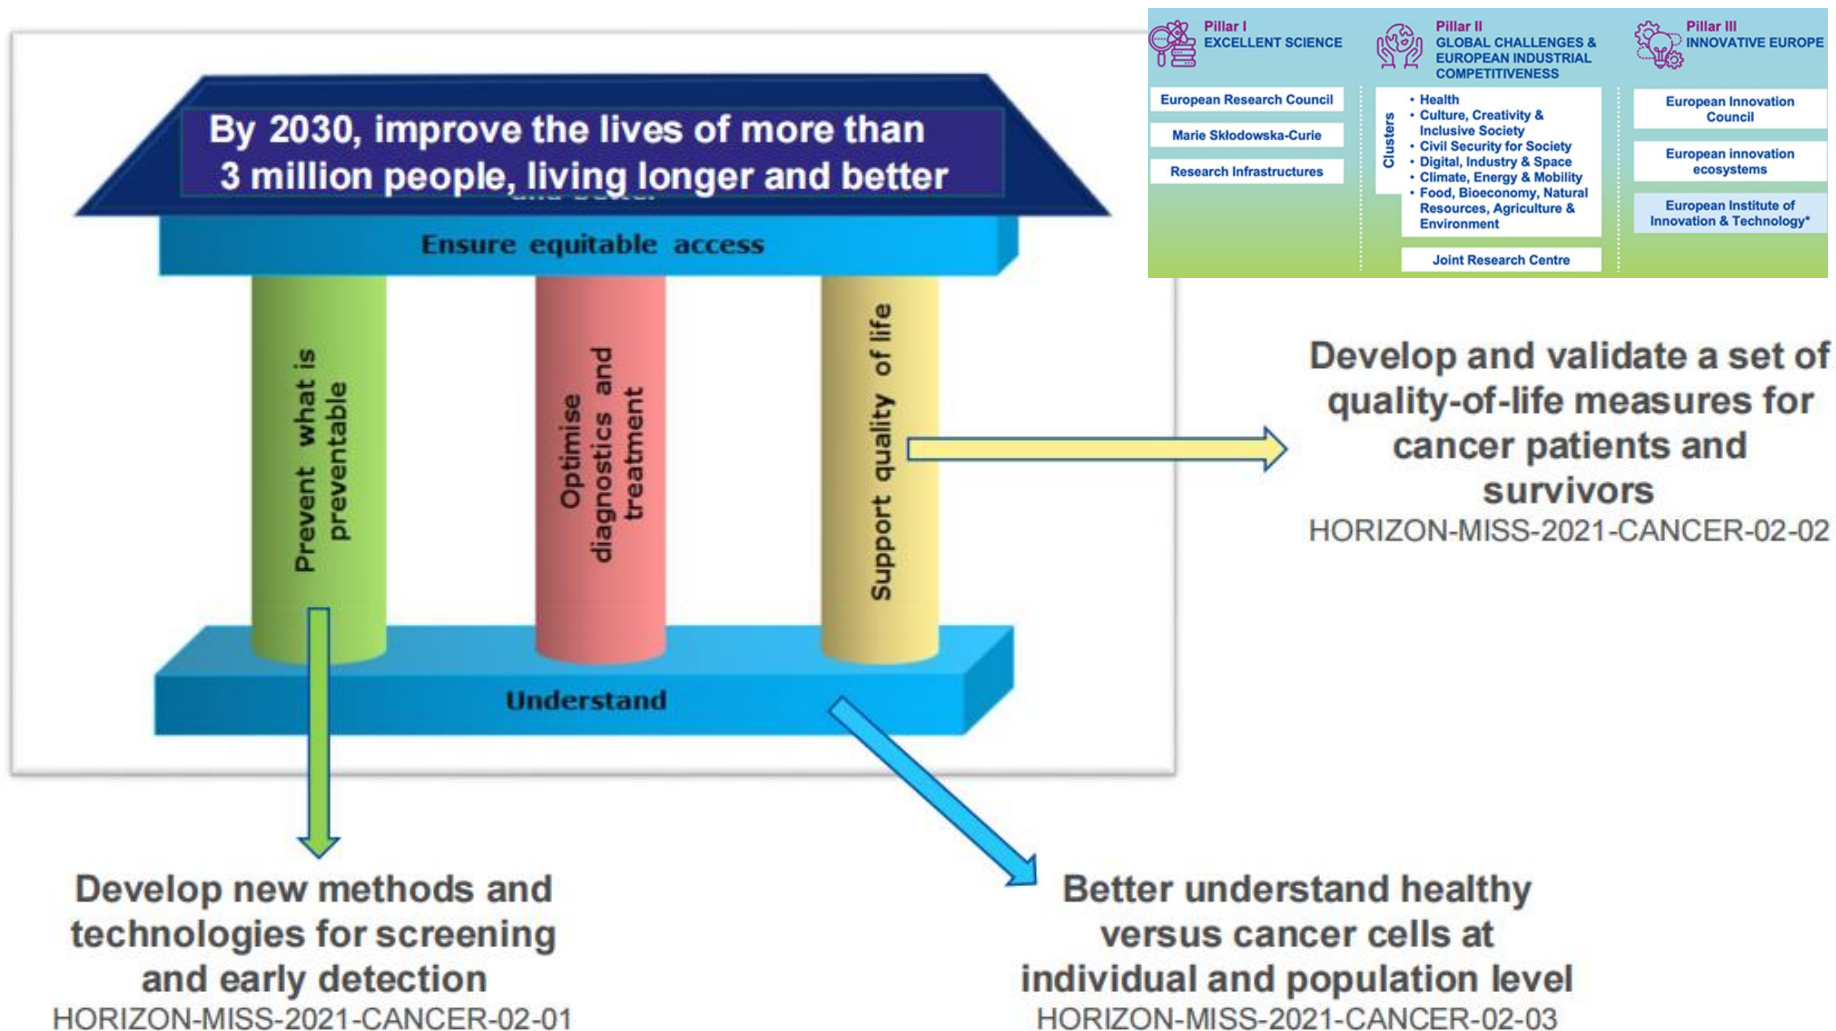 By 2030, improve the lives of more than
3 million people, living longer and better
and better
Ensure equitable access
Prevent what is
preventable
Optimise
diagnostics and
treatment
Support quality of life
Understand
Pillar I
EXCELLENT SCIENCE
European Research Council
Marie Skłodowska-Curie
Research Infrastructures
Pillar II
GLOBAL CHALLENGES &
EUROPEAN INDUSTRIAL
COMPETITIVENESS
Clusters
• Health
• Culture, Creativity &
Inclusive Society
• Civil Security for Society
• Digital, Industry & Space
• Climate, Energy & Mobility
• Food, Bioeconomy, Natural
Resources, Agriculture &
Environment
Joint Research Centre
Pillar III
INNOVATIVE EUROPE
European Innovation
Council
European innovation
ecosystems
European Institute of
Innovation & Technology*
Develop and validate a set of
quality-of-life measures for
cancer patients and
survivors
HORIZON-MISS-2021-CANCER-02-02
Develop new methods and
technologies for screening
and early detection
HORIZON-MISS-2021-CANCER-02-01
Better understand healthy
versus cancer cells at
individual and population level
HORIZON-MISS-2021-CANCER-02-03